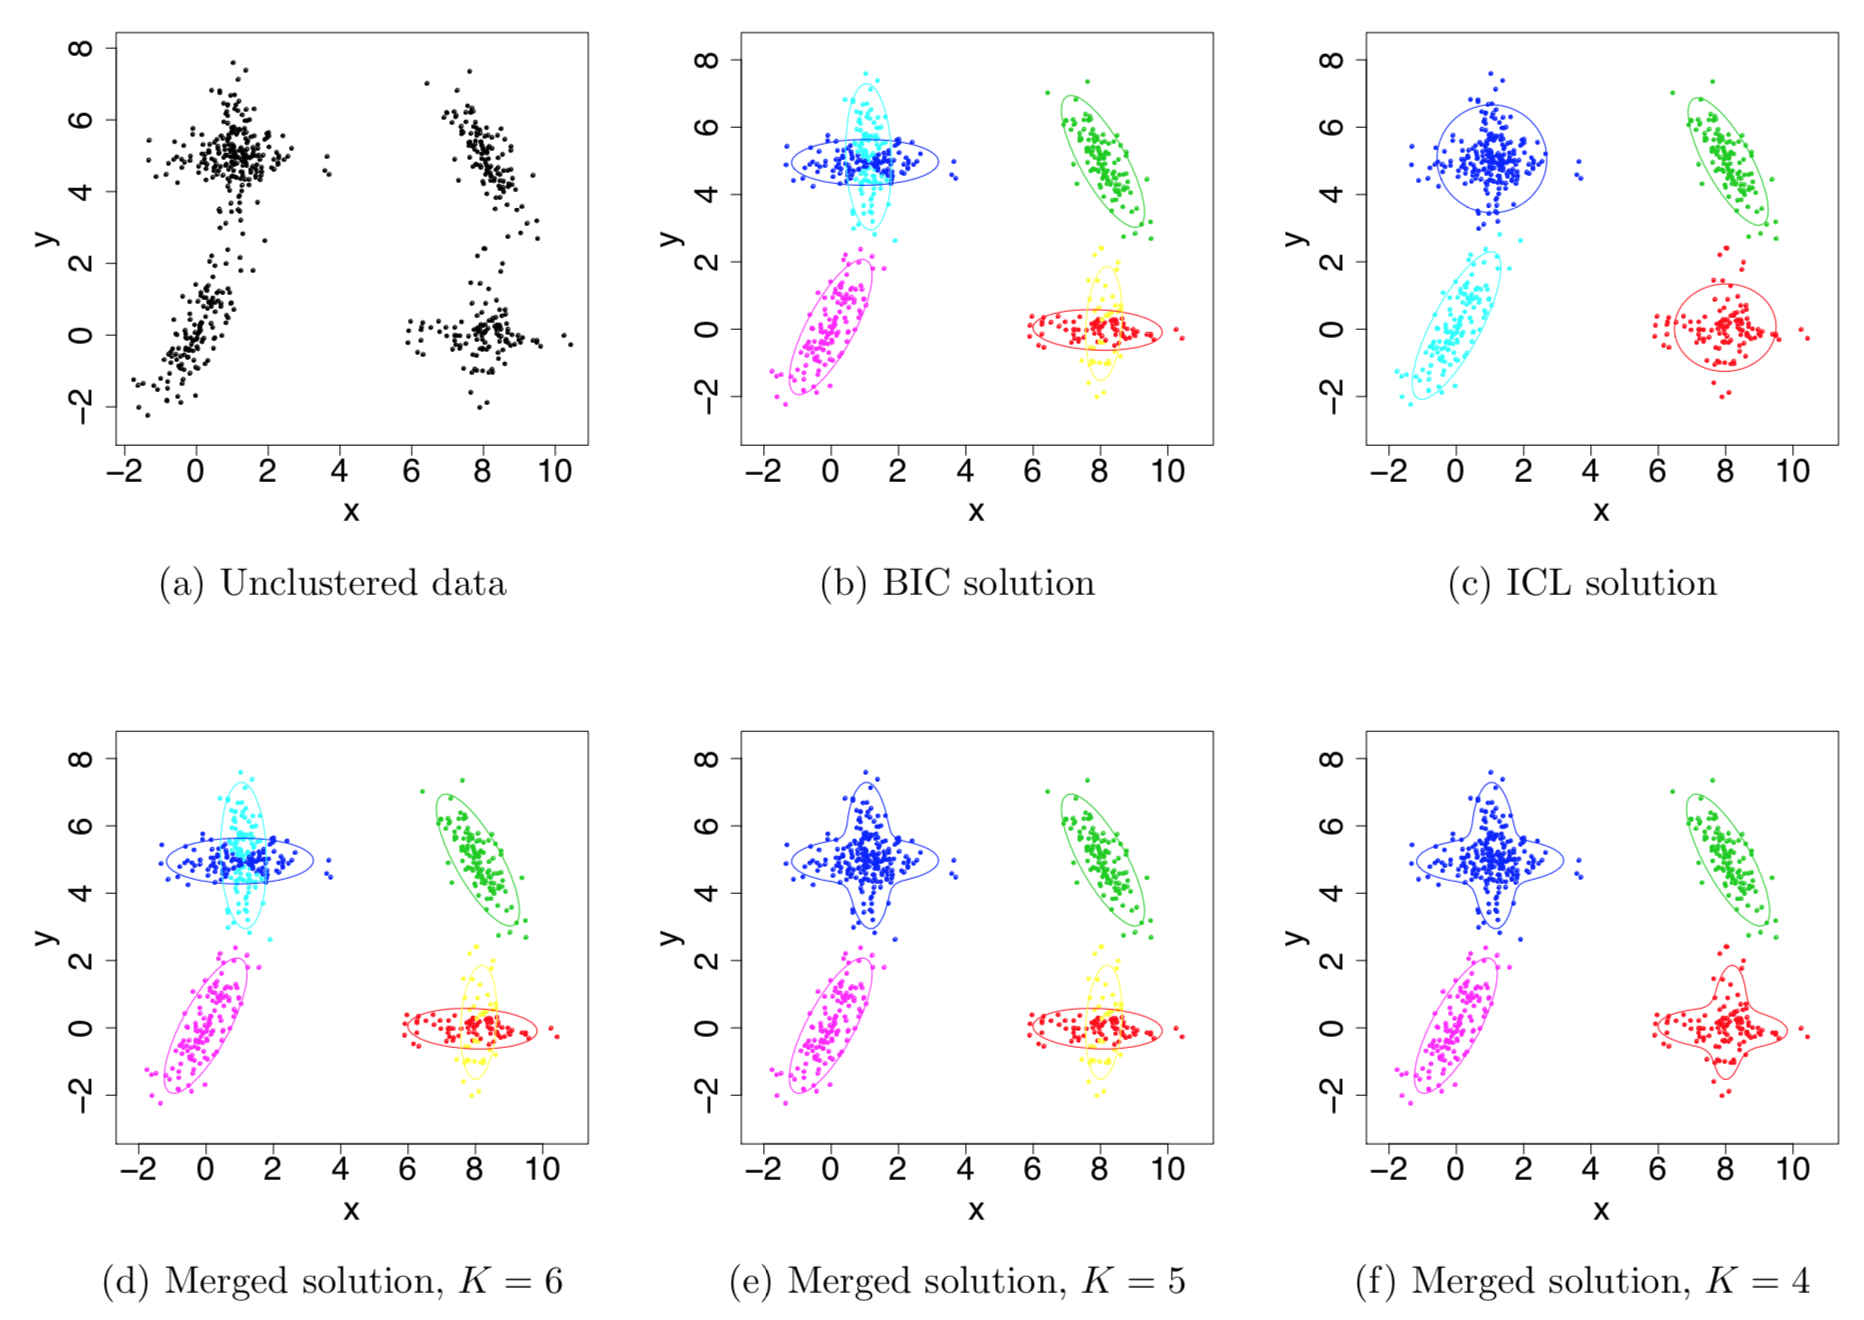 8
6
4
2
0
−2
y
−2 0 2 4 6 8 10
x
(a) Unclustered data
8
6
4
2
0
−2
y
−2 0 2 4 6 8 10
x
(b) BIC solution
8
6
4
2
0
−2
y
−2 0 2 4 6 8 10
x
(c) ICL solution
8
6
4
2
0
−2
y
−2 0 2 4 6 8 10
x
(d) Merged solution, K = 6
8
6
4
2
0
−2
y
−2 0 2 4 6 8 10
x
(e) Merged solution, K = 5
8
6
4
2
0
−2
y
−2 0 2 4 6 8 10
x
(f) Merged solution, K = 4